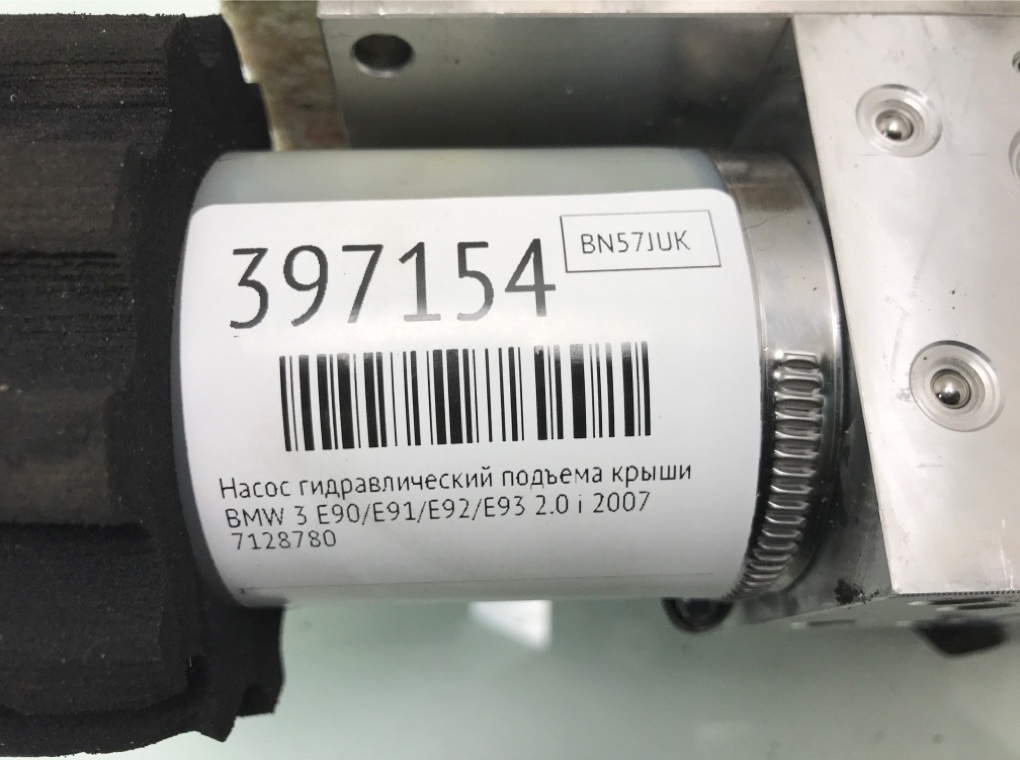 397154
BN57JUK
Насос гидравлический подъема крыши
BMW 3 E90/E91/E92/E93 2.0 i 2007
7128780